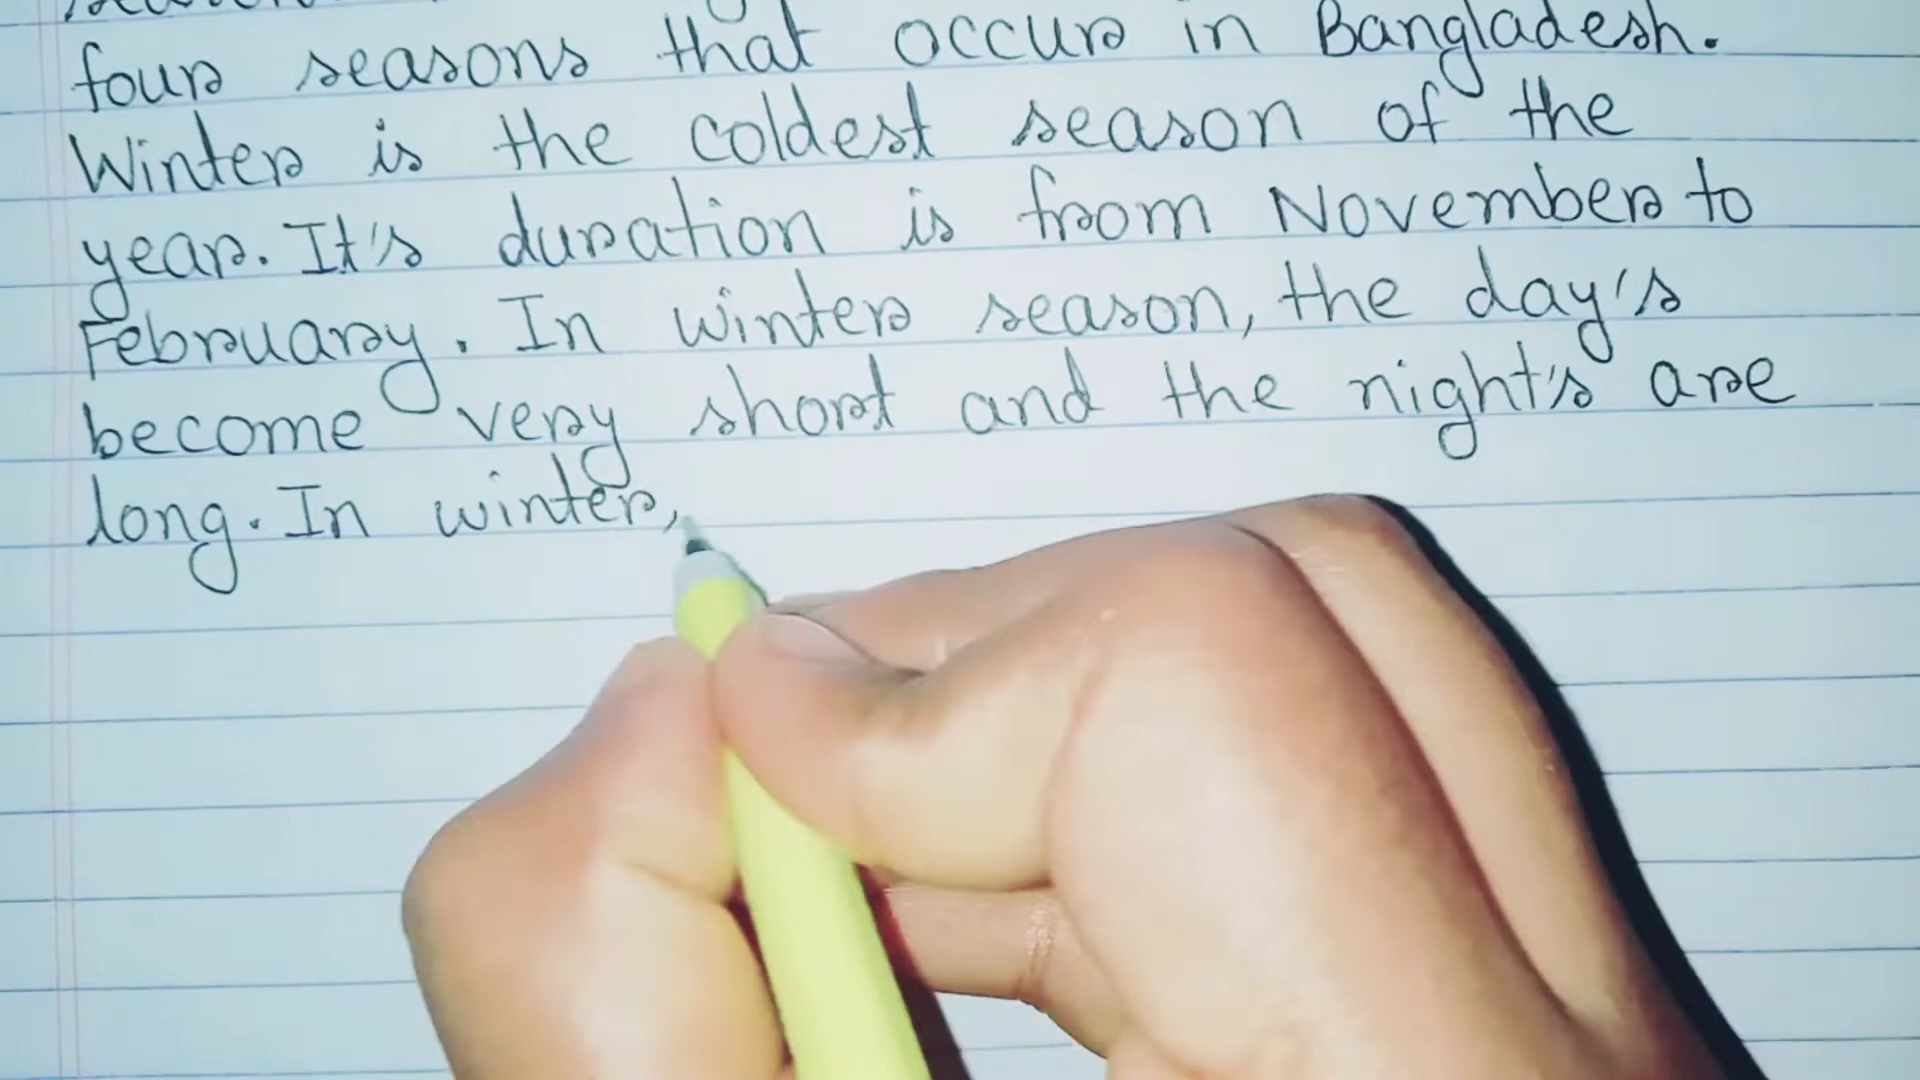 four seasons that occur in Bangladesh.
Winter is the coldest season of the
year. It's duration is from November to
February. In winter season, the day's
become very short and the night's are
long. In winter,